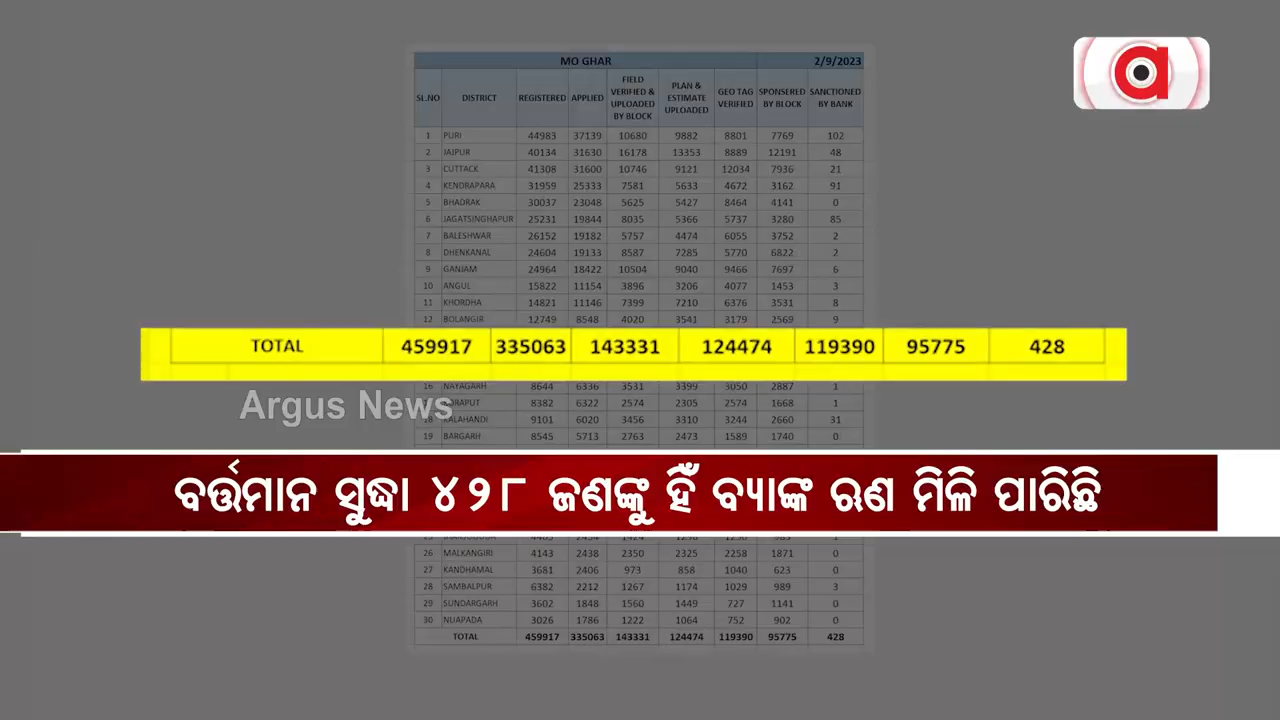 MO GHAR 2/9/2023
SL.NO DISTRICT REGISTERED APPLIED FIELD VERIFIED & UPLOADED BY BLOCK PLAN & ESTIMATE UPLOADED GEO TAG VERIFIED SPONSERED BY BLOCK SANCTIONED BY BANK
1 PURI 44983 37139 10680 9882 8801 7769 102
2 JAJPUR 40134 31630 16178 13353 8889 12191 48
3 CUTTACK 41308 31600 10746 9121 12034 7936 21
4 KENDRAPARA 31959 25333 7581 5633 4672 3162 91
5 BHADRAK 30037 23048 5625 5427 8464 4141 0
6 JAGATSINGHAPUR 25231 19844 8035 5366 5737 3280 85
7 BALESHWAR 26152 19182 5757 4474 6055 3752 2
8 DHENKANAL 24604 19133 8587 7285 5770 6822 2
9 GANJAM 24964 18422 10504 9040 9466 7697 6
10 ANGUL 15822 11154 3896 3206 4077 1453 3
11 KHORDHA 14821 11146 7399 7210 6376 3531 8
12 BOLANGIR 12749 8548 4020 3541 3179 2569 9
TOTAL 459917 335063 143331 124474 119390 95775 428
16 NAYAGARH 8644 6336 3531 3399 3050 2887 1
8382 6322 2574 2305 2574 1668 1
Argus News
18 KALAHANDI 9101 6020 3456 3310 3244 2660 31
19 BARGARH 8545 5713 2763 2473 1589 1740 0
ବର୍ତ୍ତମାନ ସୁଦ୍ଧା ୪୨୮ ଜଣଙ୍କୁ ହିଁ ବ୍ୟାଙ୍କ ଋଣ ମିଳି ପାରିଛି
26 MALKANGIRI 4143 2438 2350 2325 2258 1871 0
27 KANDHAMAL 3681 2406 973 858 1040 623 0
28 SAMBALPUR 6382 2212 1267 1174 1029 989 3
29 SUNDARGARH 3602 1848 1560 1449 727 1141 0
30 NUAPADA 3026 1786 1222 1064 752 902 0
TOTAL 459917 335063 143331 124474 119390 95775 428